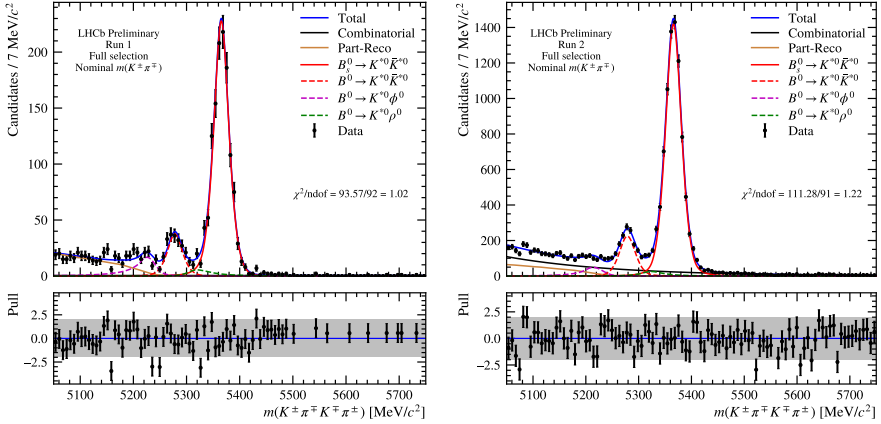 Candidates / 7 MeV/c²
200
150
100
50
0
LHCb Preliminary
Run 1
Full selection
Nominal m(K±π∓)
Total
Combinatorial
Part-Reco
B⁰ₛ → K*⁰K̄*⁰
B⁰ → K*⁰K̄*⁰
B⁰ → K*⁰ϕ⁰
B⁰ → K*⁰ρ⁰
Data
χ²/ndof = 93.57/92 = 1.02
Pull
2.5
0.0
−2.5
5100 5200 5300 5400 5500 5600 5700
m(K±π∓K∓π±) [MeV/c²]
Candidates / 7 MeV/c²
1400
1200
1000
800
600
400
200
0
LHCb Preliminary
Run 2
Full selection
Nominal m(K±π∓)
Total
Combinatorial
Part-Reco
B⁰ₛ → K*⁰K̄*⁰
B⁰ → K*⁰K̄*⁰
B⁰ → K*⁰ϕ⁰
B⁰ → K*⁰ρ⁰
Data
χ²/ndof = 111.28/91 = 1.22
Pull
2.5
0.0
−2.5
5100 5200 5300 5400 5500 5600 5700
m(K±π∓K∓π±) [MeV/c²]